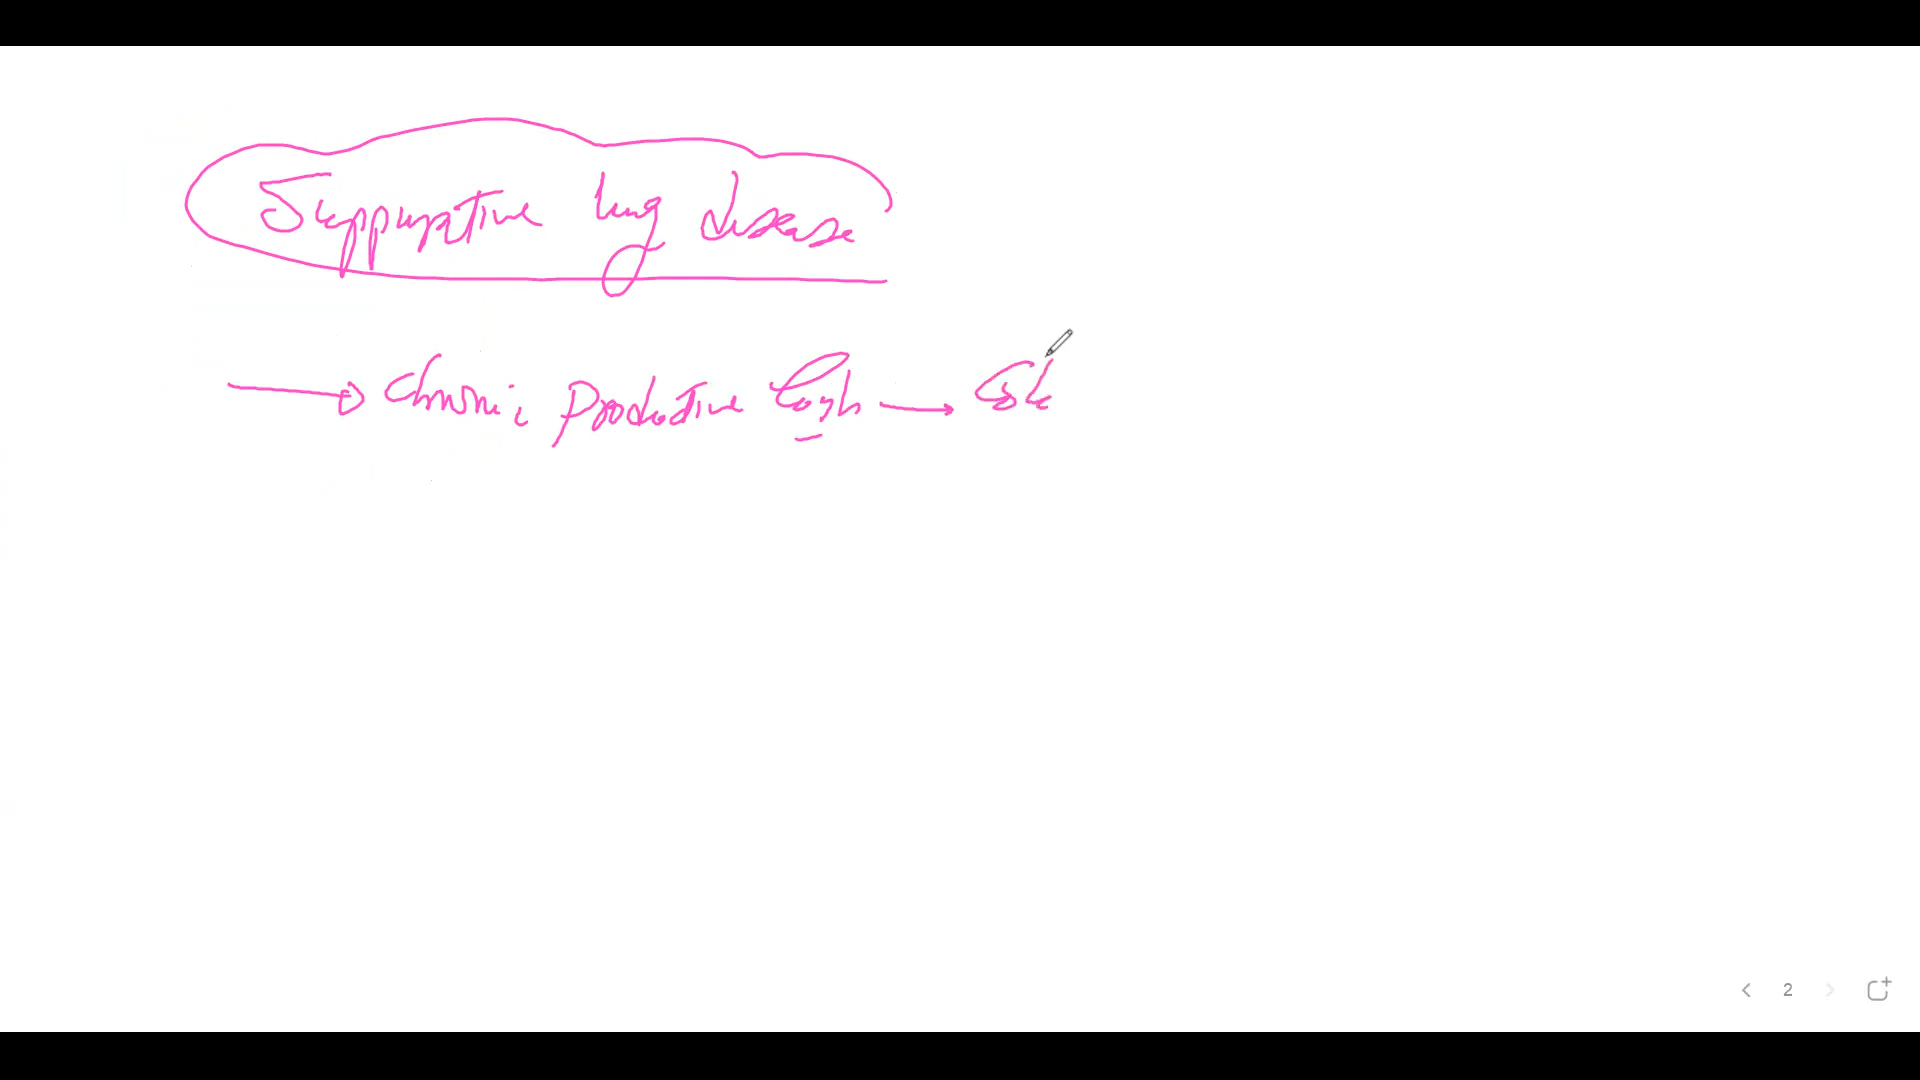 Suppurative lung disease
→ Chronic Productive Cough →
2